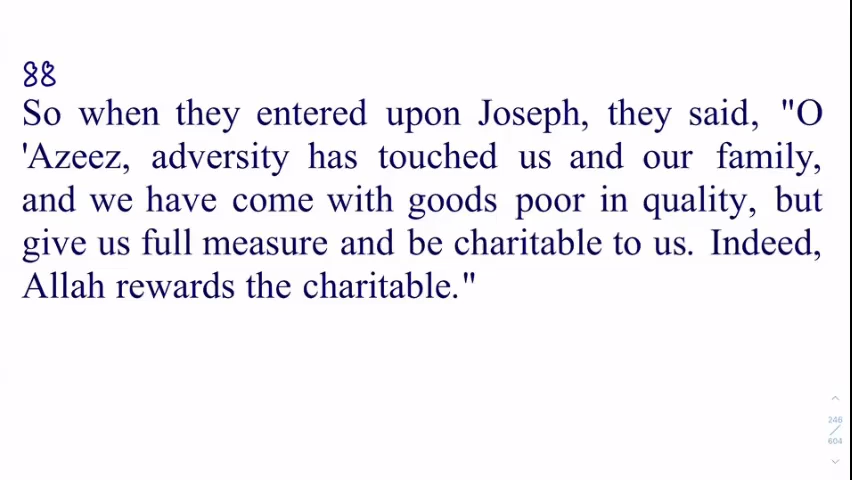 88
So when they entered upon Joseph, they said, "O
'Azeez, adversity has touched us and our family,
and we have come with goods poor in quality, but
give us full measure and be charitable to us. Indeed,
Allah rewards the charitable."
246
604